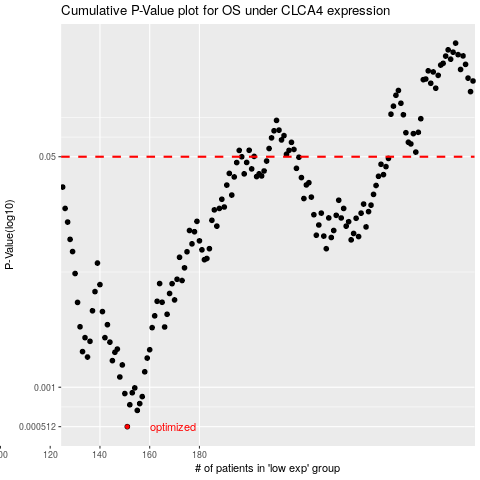 Cumulative P-Value plot for OS under CLCA4 expression
P-Value(log10)
0.05
0.001
0.000512
optimized
00 120 140 160 180
# of patients in 'low exp' group